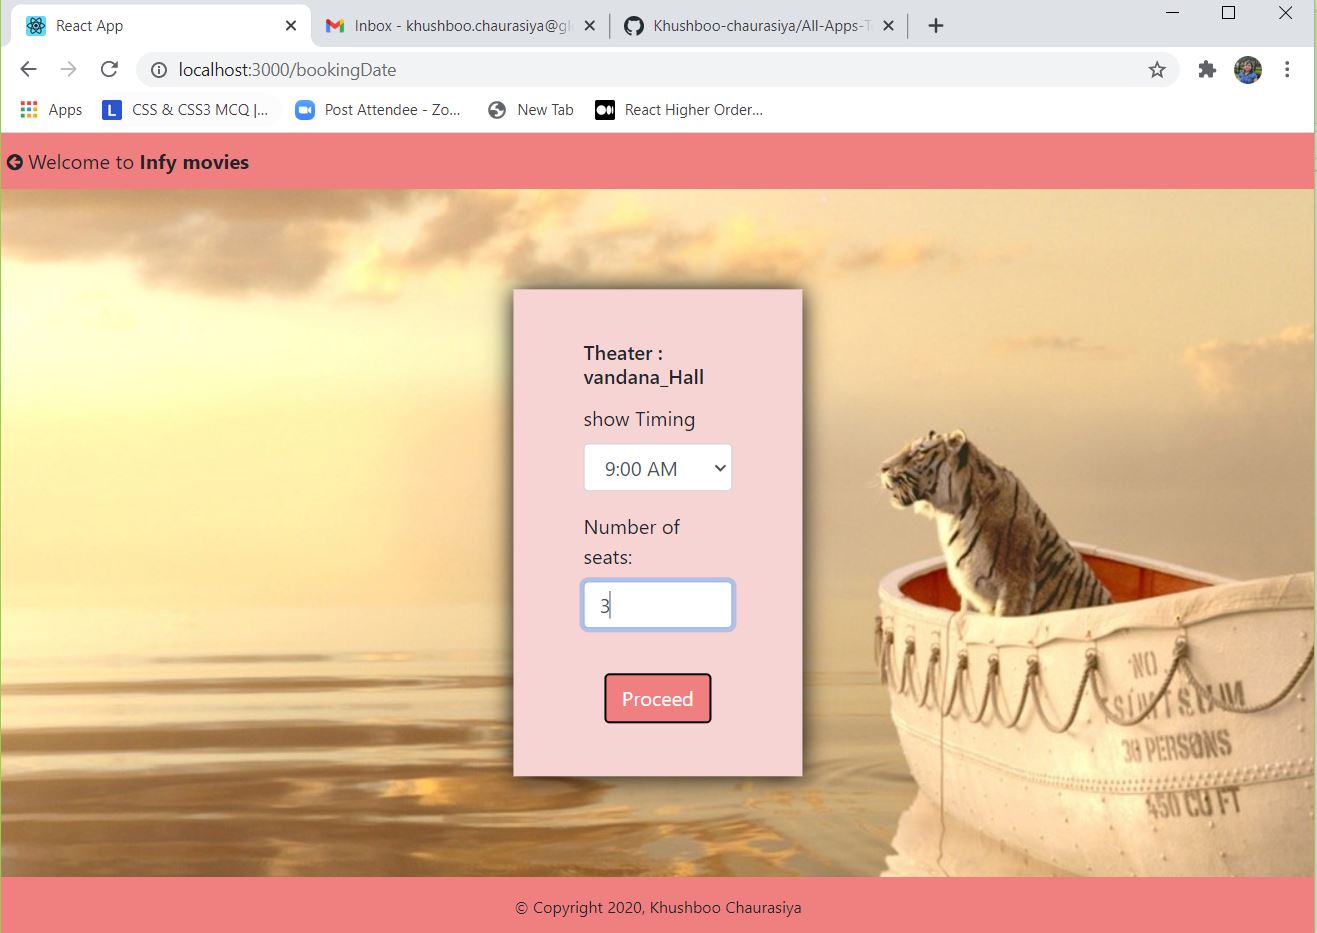 React App
Inbox - khushboo.chaurasiya@gl
Khushboo-chaurasiya/All-Apps-T
localhost:3000/bookingDate
Apps
L CSS & CSS3 MCQ |...
Post Attendee - Zo...
New Tab
React Higher Order...
Welcome to Infy movies
Theater :
vandana_Hall
show Timing
9:00 AM
Number of
seats:
3
Proceed
NO
PERSONS
450 CU FT
© Copyright 2020, Khushboo Chaurasiya